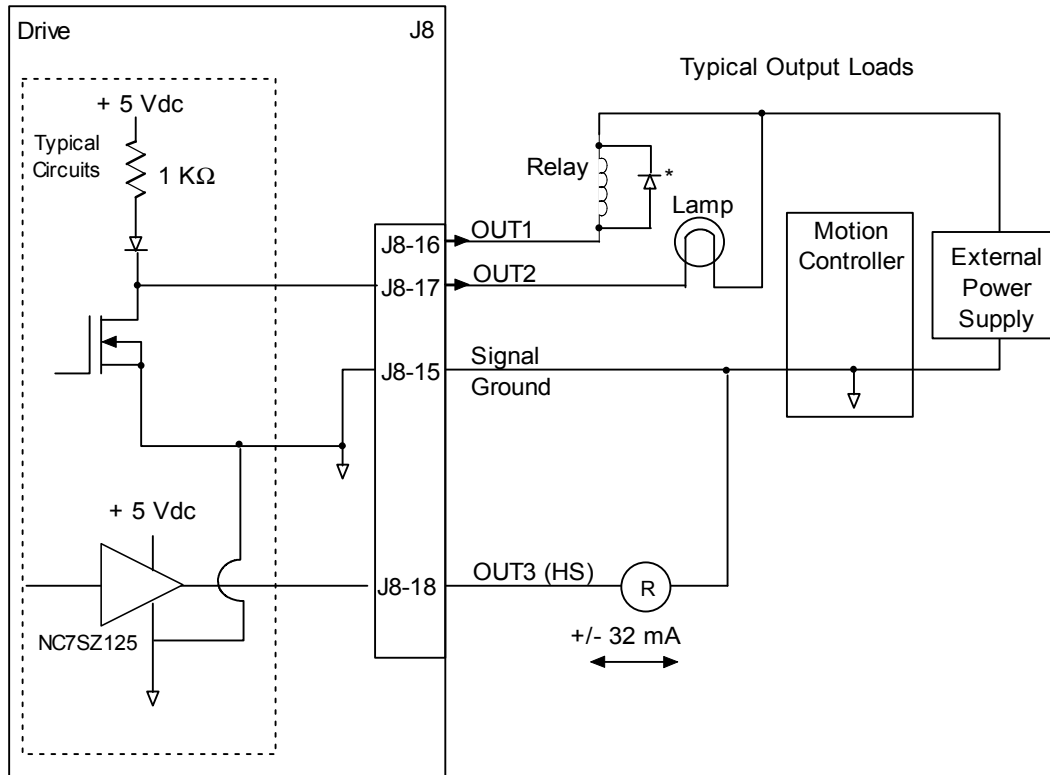 Drive
J8
Typical Output Loads
+ 5 Vdc
Typical
Circuits
1 KΩ
Relay
*
Lamp
OUT1
J8-16
OUT2
J8-17
Motion
Controller
External
Power
Supply
Signal
Ground
J8-15
+ 5 Vdc
OUT3 (HS)
J8-18
R
NC7SZ125
+/- 32 mA